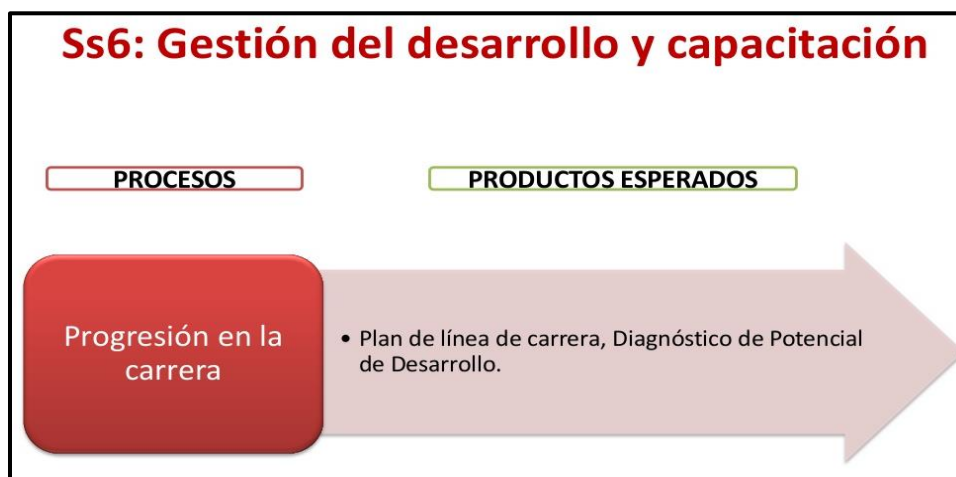 Ss6: Gestión del desarrollo y capacitación
PROCESOS
PRODUCTOS ESPERADOS
Progresión en la
carrera
• Plan de línea de carrera, Diagnóstico de Potencial
de Desarrollo.